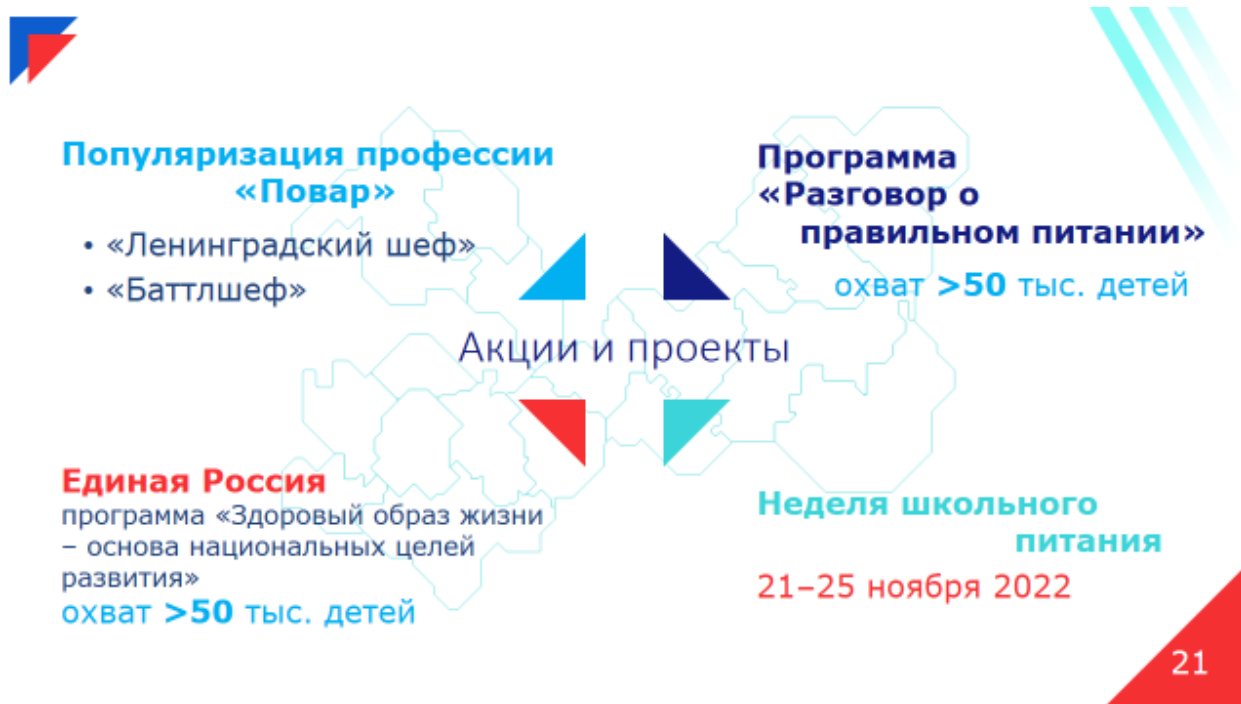 Популяризация профессии
«Повар»
• «Ленинградский шеф»
• «Баттлшеф»
Программа
«Разговор о
правильном питании»
охват >50 тыс. детей
Акции и проекты
Единая Россия
программа «Здоровый образ жизни
– основа национальных целей
развития»
охват >50 тыс. детей
Неделя школьного
питания
21–25 ноября 2022
21